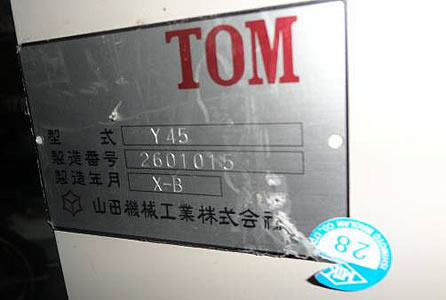 TOM
型 式 Y45
製造番号 2601015
製造年月 X-B
山田機械工業株式会社
28